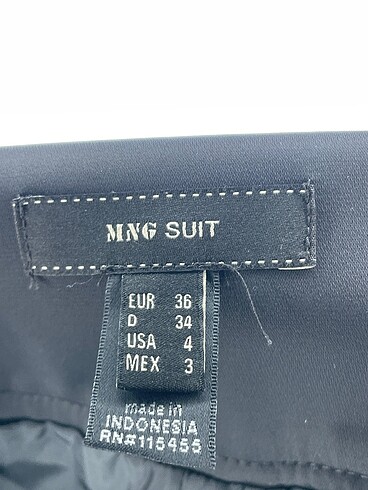 MNG SUIT
EUR 36
D 34
USA 4
MEX 3
made in
INDONESIA
RN#115455